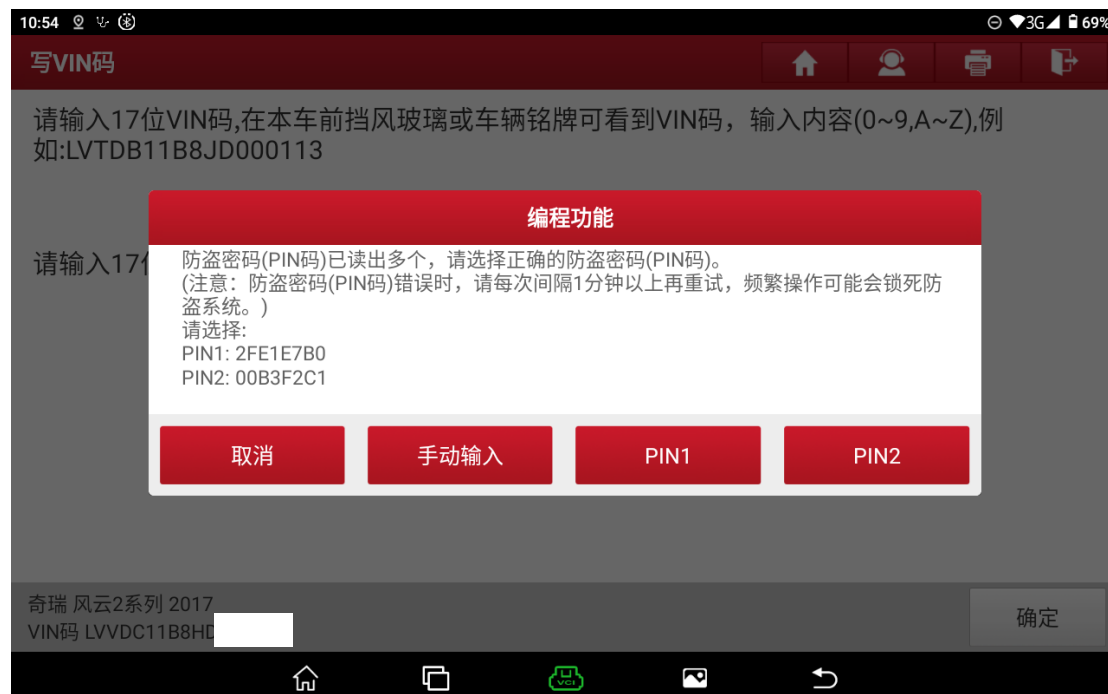 10:54
3G
69%
写VIN码
请输入17位VIN码,在本车前挡风玻璃或车辆铭牌可看到VIN码，输入内容(0~9,A~Z),例
如:LVTDB11B8JD000113
请输入17
编程功能
防盗密码(PIN码)已读出多个，请选择正确的防盗密码(PIN码)。
(注意：防盗密码(PIN码)错误时，请每次间隔1分钟以上再重试，频繁操作可能会锁死防
盗系统。)
请选择:
PIN1: 2FE1E7B0
PIN2: 00B3F2C1
取消
手动输入
PIN1
PIN2
奇瑞 风云2系列 2017
VIN码 LVVDC11B8HD
确定
VCI